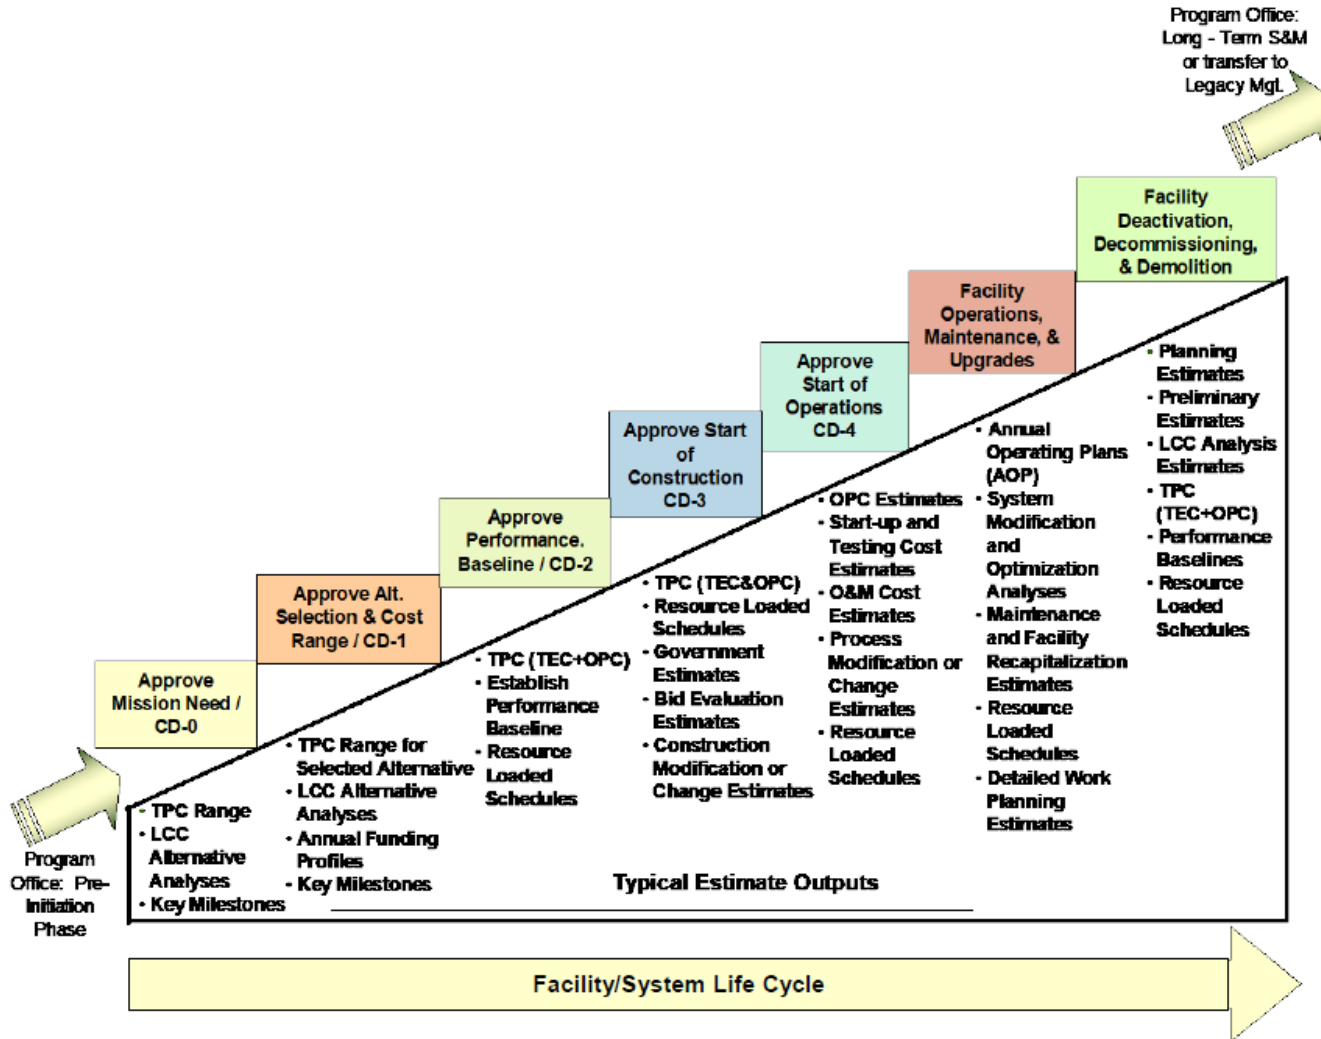 Program Office:
Long - Term S&M
or transfer to
Legacy Mgt.
Facility
Deactivation,
Decommissioning,
& Demolition
Facility
Operations,
Maintenance, &
Upgrades
Approve
Start of
Operations
CD-4
Approve Start
of
Construction
CD-3
Approve
Performance.
Baseline / CD-2
Approve Alt.
Selection & Cost
Range / CD-1
Approve
Mission Need /
CD-0
Program
Office: Pre-
Initiation
Phase
- TPC Range
- LCC
Alternative
Analyses
- Key Milestones
- TPC Range for
Selected Alternative
- LCC Alternative
Analyses
- Annual Funding
Profiles
- Key Milestones
- TPC (TEC+OPC)
- Establish
Performance
Baseline
- Resource
Loaded
Schedules
- TPC (TEC&OPC)
- Resource Loaded
Schedules
- Government
Estimates
- Bid Evaluation
Estimates
- Construction
Modification or
Change Estimates
- OPC Estimates
- Start-up and
Testing Cost
Estimates
- O&M Cost
Estimates
- Process
Modification or
Change
Estimates
- Resource
Loaded
Schedules
- Annual
Operating Plans
(AOP)
- System
Modification
and
Optimization
Analyses
- Maintenance
and Facility
Recapitalization
Estimates
- Resource
Loaded
Schedules
- Detailed Work
Planning
Estimates
- Planning
Estimates
- Preliminary
Estimates
- LCC Analysis
Estimates
- TPC
(TEC+OPC)
- Performance
Baselines
- Resource
Loaded
Schedules
Typical Estimate Outputs
Facility/System Life Cycle